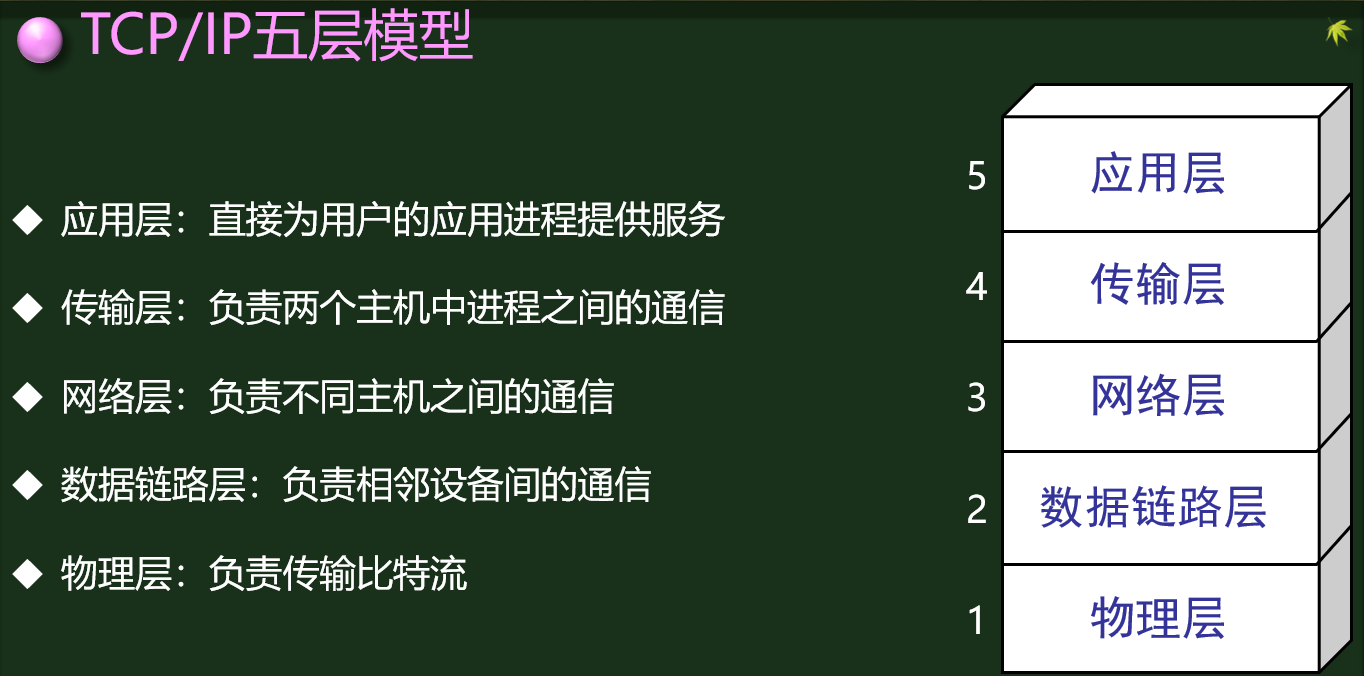 TCP/IP五层模型
◆ 应用层：直接为用户的应用进程提供服务
◆ 传输层：负责两个主机中进程之间的通信
◆ 网络层：负责不同主机之间的通信
◆ 数据链路层：负责相邻设备间的通信
◆ 物理层：负责传输比特流
5 应用层
4 传输层
3 网络层
2 数据链路层
1 物理层